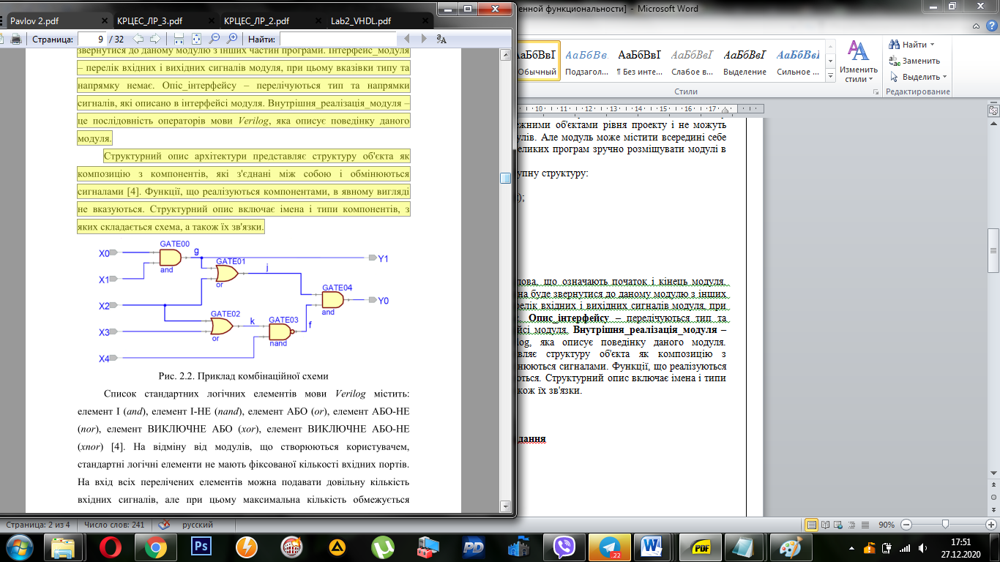 Pavlov 2.pdf
КРЦЕС_ЛР_3.pdf
КРЦЕС_ЛР_2.pdf
Lab2_VHDL.pdf
Страница:
9
/ 32
Найти:
звернутися до даному модулю з інших частин програми. Інтерфейс_модуля
– перелік вхідних і вихідних сигналів модуля, при цьому вказівки типу та
напрямку немає. Опіс_інтерфейсу – перелічуються тип та напрямки
сигналів, які описано в інтерфейсі модуля. Внутрішня_реалізація_модуля –
це послідовність операторів мови Verilog, яка описує поведінку даного
модуля.
Структурний опис архітектури представляє структуру об'єкта як
композицію з компонентів, які з'єднані між собою і обмінюються
сигналами [4]. Функції, що реалізуються компонентами, в явному вигляді
не вказуються. Структурний опис включає імена і типи компонентів, з
яких складається схема, а також їх зв'язки.
GATE00
X0
g
Y1
and
GATE01
X1
j
or
GATE04
X2
Y0
and
GATE02
GATE03
f
k
X3
or
nand
X4
Рис. 2.2. Приклад комбінаційної схеми
Список стандартних логічних елементів мови Verilog містить:
елемент І (and), елемент І-НЕ (nand), елемент АБО (or), елемент АБО-НЕ
(nor), елемент ВИКЛЮЧНЕ АБО (xor), елемент ВИКЛЮЧНЕ АБО-НЕ
(xnor) [4]. На відміну від модулів, що створюються користувачем,
стандартні логічні елементи не мають фіксованої кількості вхідних портів.
На вхід всіх перелічених елементів можна подавати довільну кількість
вхідних сигналів, але при цьому максимальна кількість обмежується
енной функциональности] - Microsoft Word
АаБбВвІ
АаБбВв
АаБбВвІ
АаБбВвІ
АаБбВвІ
АаБбВвІ
Обычный
Подзагол...
¶ Без инте...
Слабое в...
Выделение
Сильное ...
Изменить
стили
Стили
Найти
Заменить
Выделить
Редактирование
10 11 12 13 14 15 16 17
ежними об'єктами рівня проекту і не можуть
улів. Але модуль може містити всередині себе
еликих програм зручно розміщувати модулі в
упну структуру:
);
лова, що означають початок і кінець модуля.
на буде звернутися до даному модулю з інших
релік вхідних і вихідних сигналів модуля, при
Опис_інтерфейсу – перелічуються тип та
йсі модуля. Внутрішня_реалізація_модуля –
log, яка описує поведінку даного модуля.
вляє структуру об'єкта як композицію з
нюються сигналами. Функції, що реалізуються
ються. Структурний опис включає імена і типи
кож їх зв'язки.
дання
Страница: 2 из 4
Число слов: 241
русский
90%
Ps
22
PD
W
PDF
17:51
27.12.2020